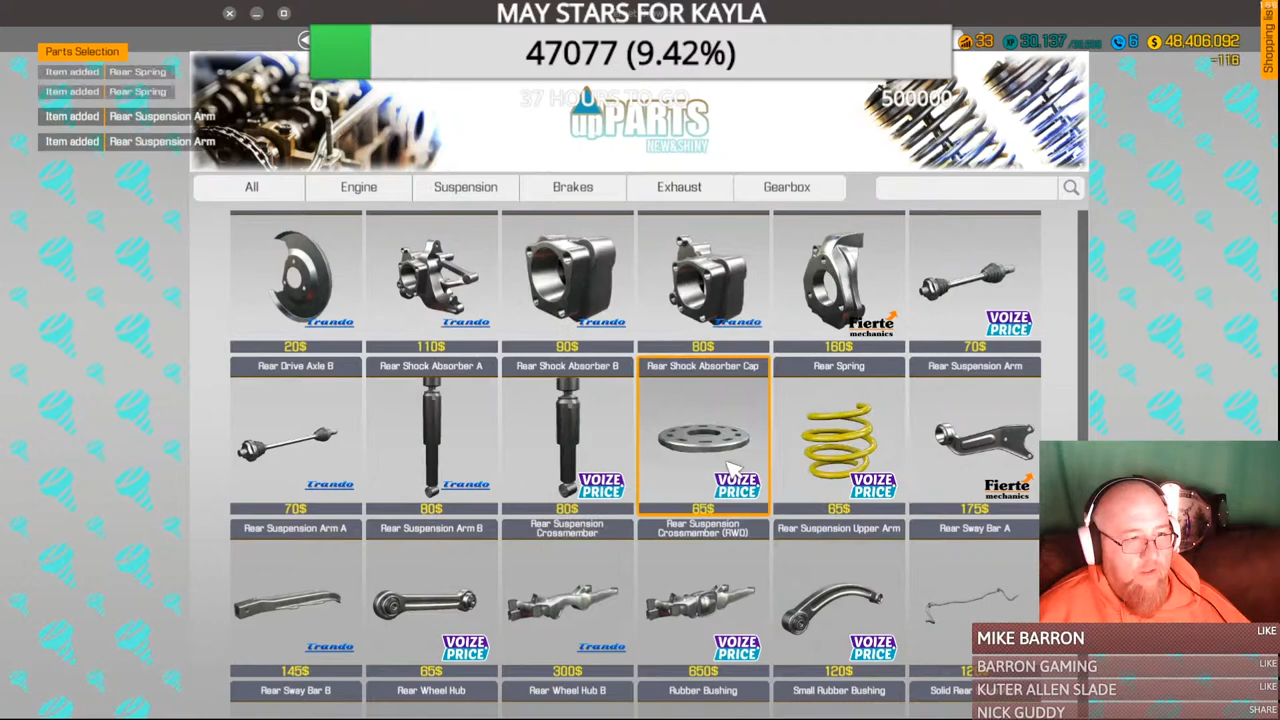 MAY STARS FOR KAYLA
47077 (9.42%)
0
37 HOURS TO GO
500000
33
6
48,406,092
-116
Shopping list
Parts Selection
Item added Rear Spring
Item added Rear Spring
Item added Rear Suspension Arm
Item added Rear Suspension Arm
upPARTS
NEW&SHINY
All
Engine
Suspension
Brakes
Exhaust
Gearbox
Trando
Trando
Trando
Trando
Fierte
mechanics
VOIZE
PRICE
20$
110$
90$
80$
160$
70$
Rear Drive Axle B
Rear Shock Absorber A
Rear Shock Absorber B
Rear Shock Absorber Cap
Rear Spring
Rear Suspension Arm
Trando
Trando
VOIZE
PRICE
VOIZE
PRICE
VOIZE
PRICE
Fierte
mechanics
70$
80$
80$
65$
65$
175$
Rear Suspension Arm A
Rear Suspension Arm B
Rear Suspension
Crossmember
Rear Suspension
Crossmember (RWD)
Rear Suspension Upper Arm
Rear Sway Bar A
Trando
VOIZE
PRICE
Trando
VOIZE
PRICE
VOIZE
PRICE
145$
65$
300$
650$
120$
Rear Sway Bar B
Rear Wheel Hub
Rear Wheel Hub B
Rubber Bushing
Small Rubber Bushing
Solid Rear
MIKE BARRON LIKE
BARRON GAMING LIKE
KUTER ALLEN SLADE LIKE
NICK GUDDY SHARE